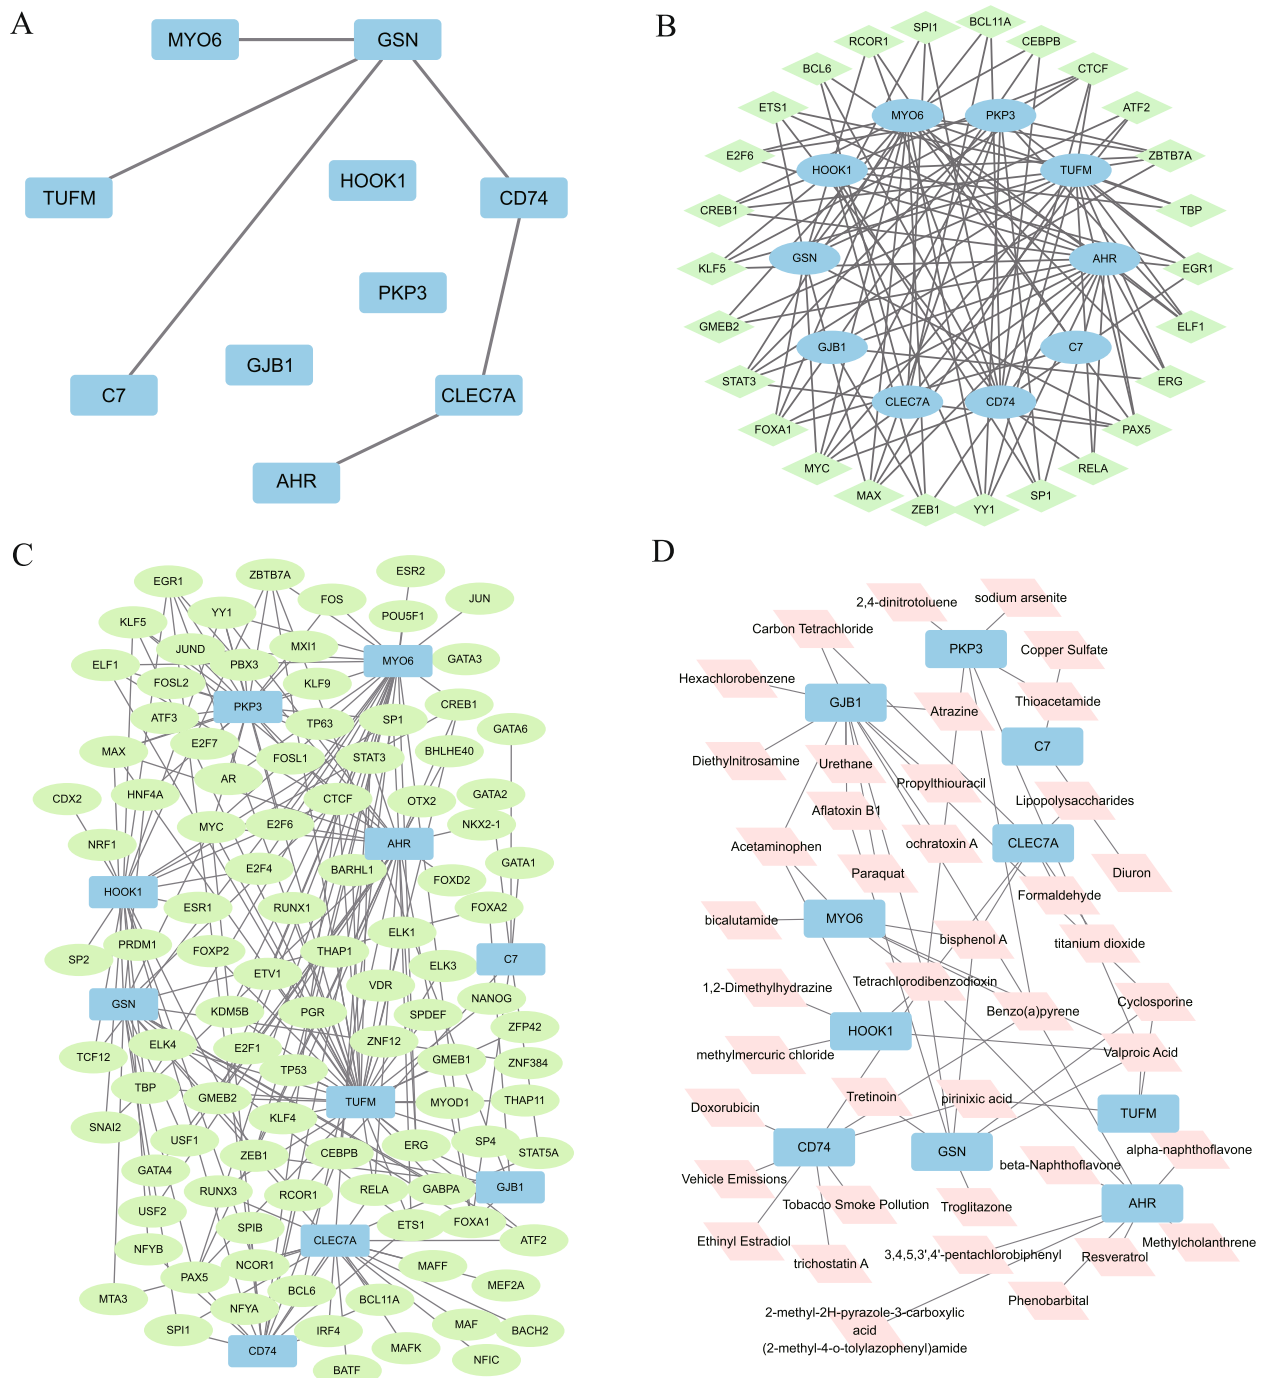 A
MYO6
GSN
TUFM
HOOK1
CD74
PKP3
GJB1
C7
CLEC7A
AHR
B
BCL11A
SPI1
RCOR1
CEBPB
BCL6
CTCF
ETS1
MYO6
PKP3
ATF2
E2F6
HOOK1
TUFM
ZBTB7A
CREB1
TBP
KLF5
GSN
AHR
EGR1
GMEB2
ELF1
GJB1
C7
STAT3
ERG
CLEC7A
CD74
FOXA1
PAX5
MYC
RELA
MAX
SP1
ZEB1
YY1
C
ESR2
ZBTB7A
EGR1
FOS
JUN
YY1
POU5F1
KLF5
JUND
MXI1
GATA3
ELF1
PBX3
MYO6
FOSL2
KLF9
CREB1
PKP3
ATF3
TP63
SP1
GATA6
MAX
E2F7
FOSL1
STAT3
BHLHE40
AR
CDX2
HNF4A
CTCF
OTX2
GATA2
MYC
E2F6
NKX2-1
NRF1
AHR
GATA1
E2F4
BARHL1
FOXD2
HOOK1
ESR1
RUNX1
FOXA2
ELK1
SP2
PRDM1
FOXP2
THAP1
C7
ETV1
ELK3
VDR
NANOG
GSN
KDM5B
PGR
SPDEF
ZFP42
TCF12
ELK4
E2F1
ZNF12
GMEB1
ZNF384
TP53
TBP
GMEB2
TUFM
MYOD1
THAP11
KLF4
SNAI2
USF1
ERG
SP4
ZEB1
CEBPB
STAT5A
GATA4
RUNX3
RCOR1
RELA
GABPA
GJB1
USF2
SPIB
ETS1
FOXA1
NFYB
CLEC7A
ATF2
NCOR1
MAFF
PAX5
MEF2A
MTA3
NFYA
BCL6
BCL11A
SPI1
IRF4
MAF
BACH2
CD74
MAFK
NFIC
BATF
D
2,4-dinitrotoluene
sodium arsenite
Carbon Tetrachloride
PKP3
Copper Sulfate
Hexachlorobenzene
GJB1
Thioacetamide
Atrazine
C7
Diethylnitrosamine
Urethane
Propylthiouracil
Lipopolysaccharides
Aflatoxin B1
Acetaminophen
ochratoxin A
CLEC7A
Paraquat
Diuron
Formaldehyde
bicalutamide
MYO6
bisphenol A
titanium dioxide
1,2-Dimethylhydrazine
Tetrachlorodibenzodioxin
Cyclosporine
Benzo(a)pyrene
HOOK1
methylmercuric chloride
Valproic Acid
Doxorubicin
Tretinoin
pirinixic acid
TUFM
CD74
GSN
alpha-naphthoflavone
beta-Naphthoflavone
Vehicle Emissions
Tobacco Smoke Pollution
Troglitazone
AHR
Ethinyl Estradiol
trichostatin A
3,4,5,3',4'-pentachlorobiphenyl
Methylcholanthrene
Resveratrol
Phenobarbital
2-methyl-2H-pyrazole-3-carboxylic
acid
(2-methyl-4-o-tolylazophenyl)amide